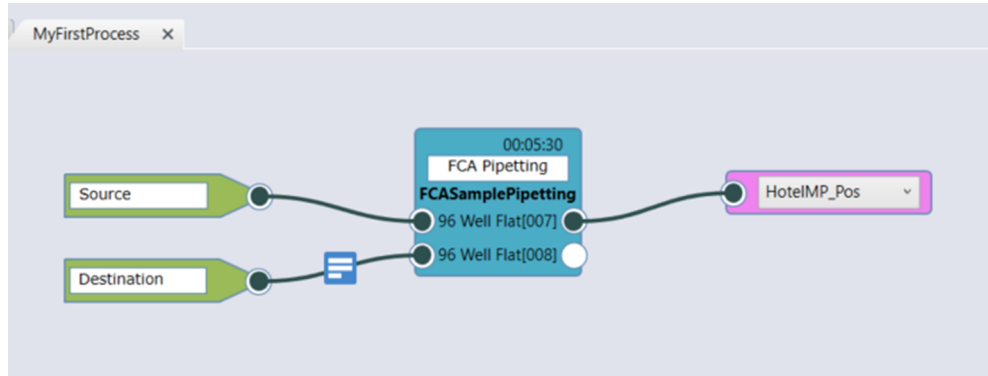 MyFirstProcess ×
00:05:30
FCA Pipetting
Source
FCASamplePipetting
HotelMP_Pos
96 Well Flat[007]
96 Well Flat[008]
Destination